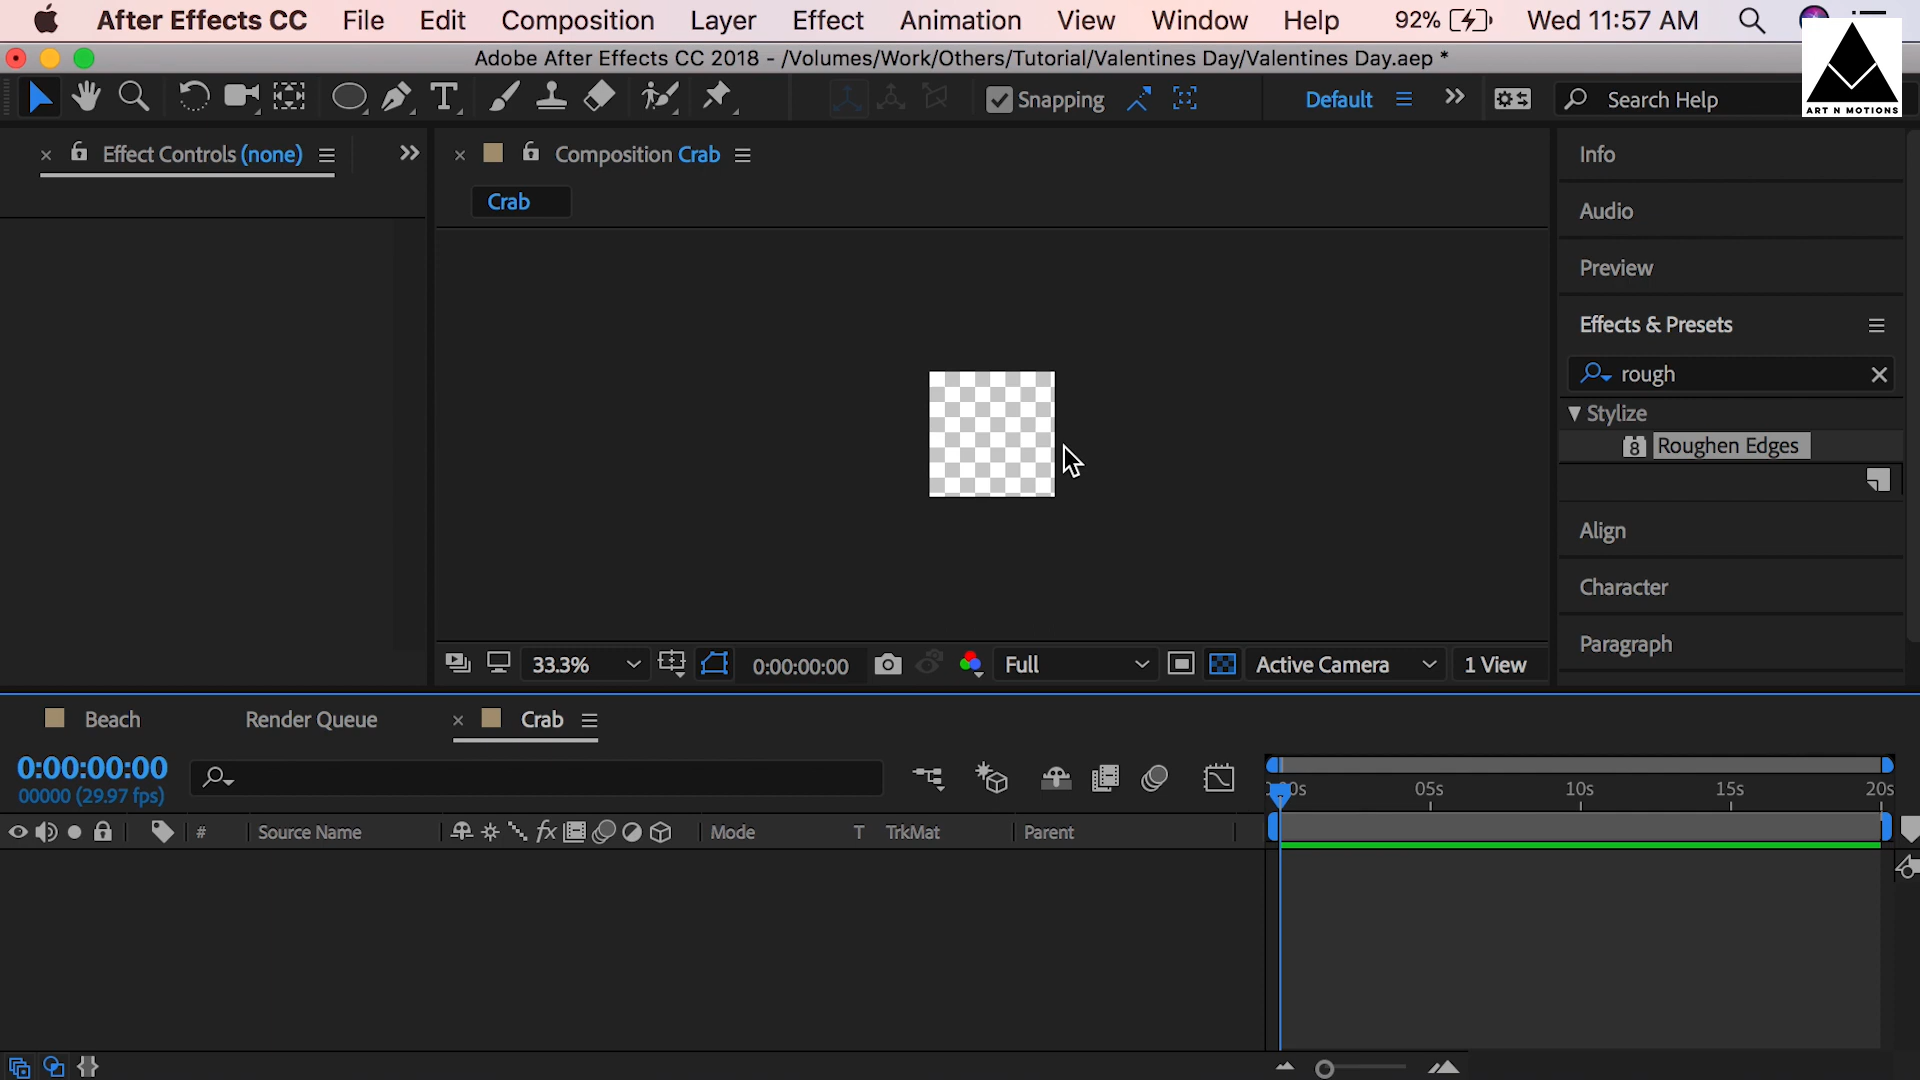 After Effects CC File Edit Composition Layer Effect Animation View Window Help 92% Wed 11:57 AM
Adobe After Effects CC 2018 - /Volumes/Work/Others/Tutorial/Valentines Day/Valentines Day.aep *
Snapping Default Search Help
ART N MOTIONS
Effect Controls (none)
Composition Crab
Crab
Info
Audio
Preview
Effects & Presets
rough
Stylize
8 Roughen Edges
Align
Character
Paragraph
33.3% 0:00:00:00 Full Active Camera 1 View
Beach Render Queue Crab
0:00:00:00
00000 (29.97 fps)
05s 10s 15s 20s
# Source Name fx Mode T TrkMat Parent